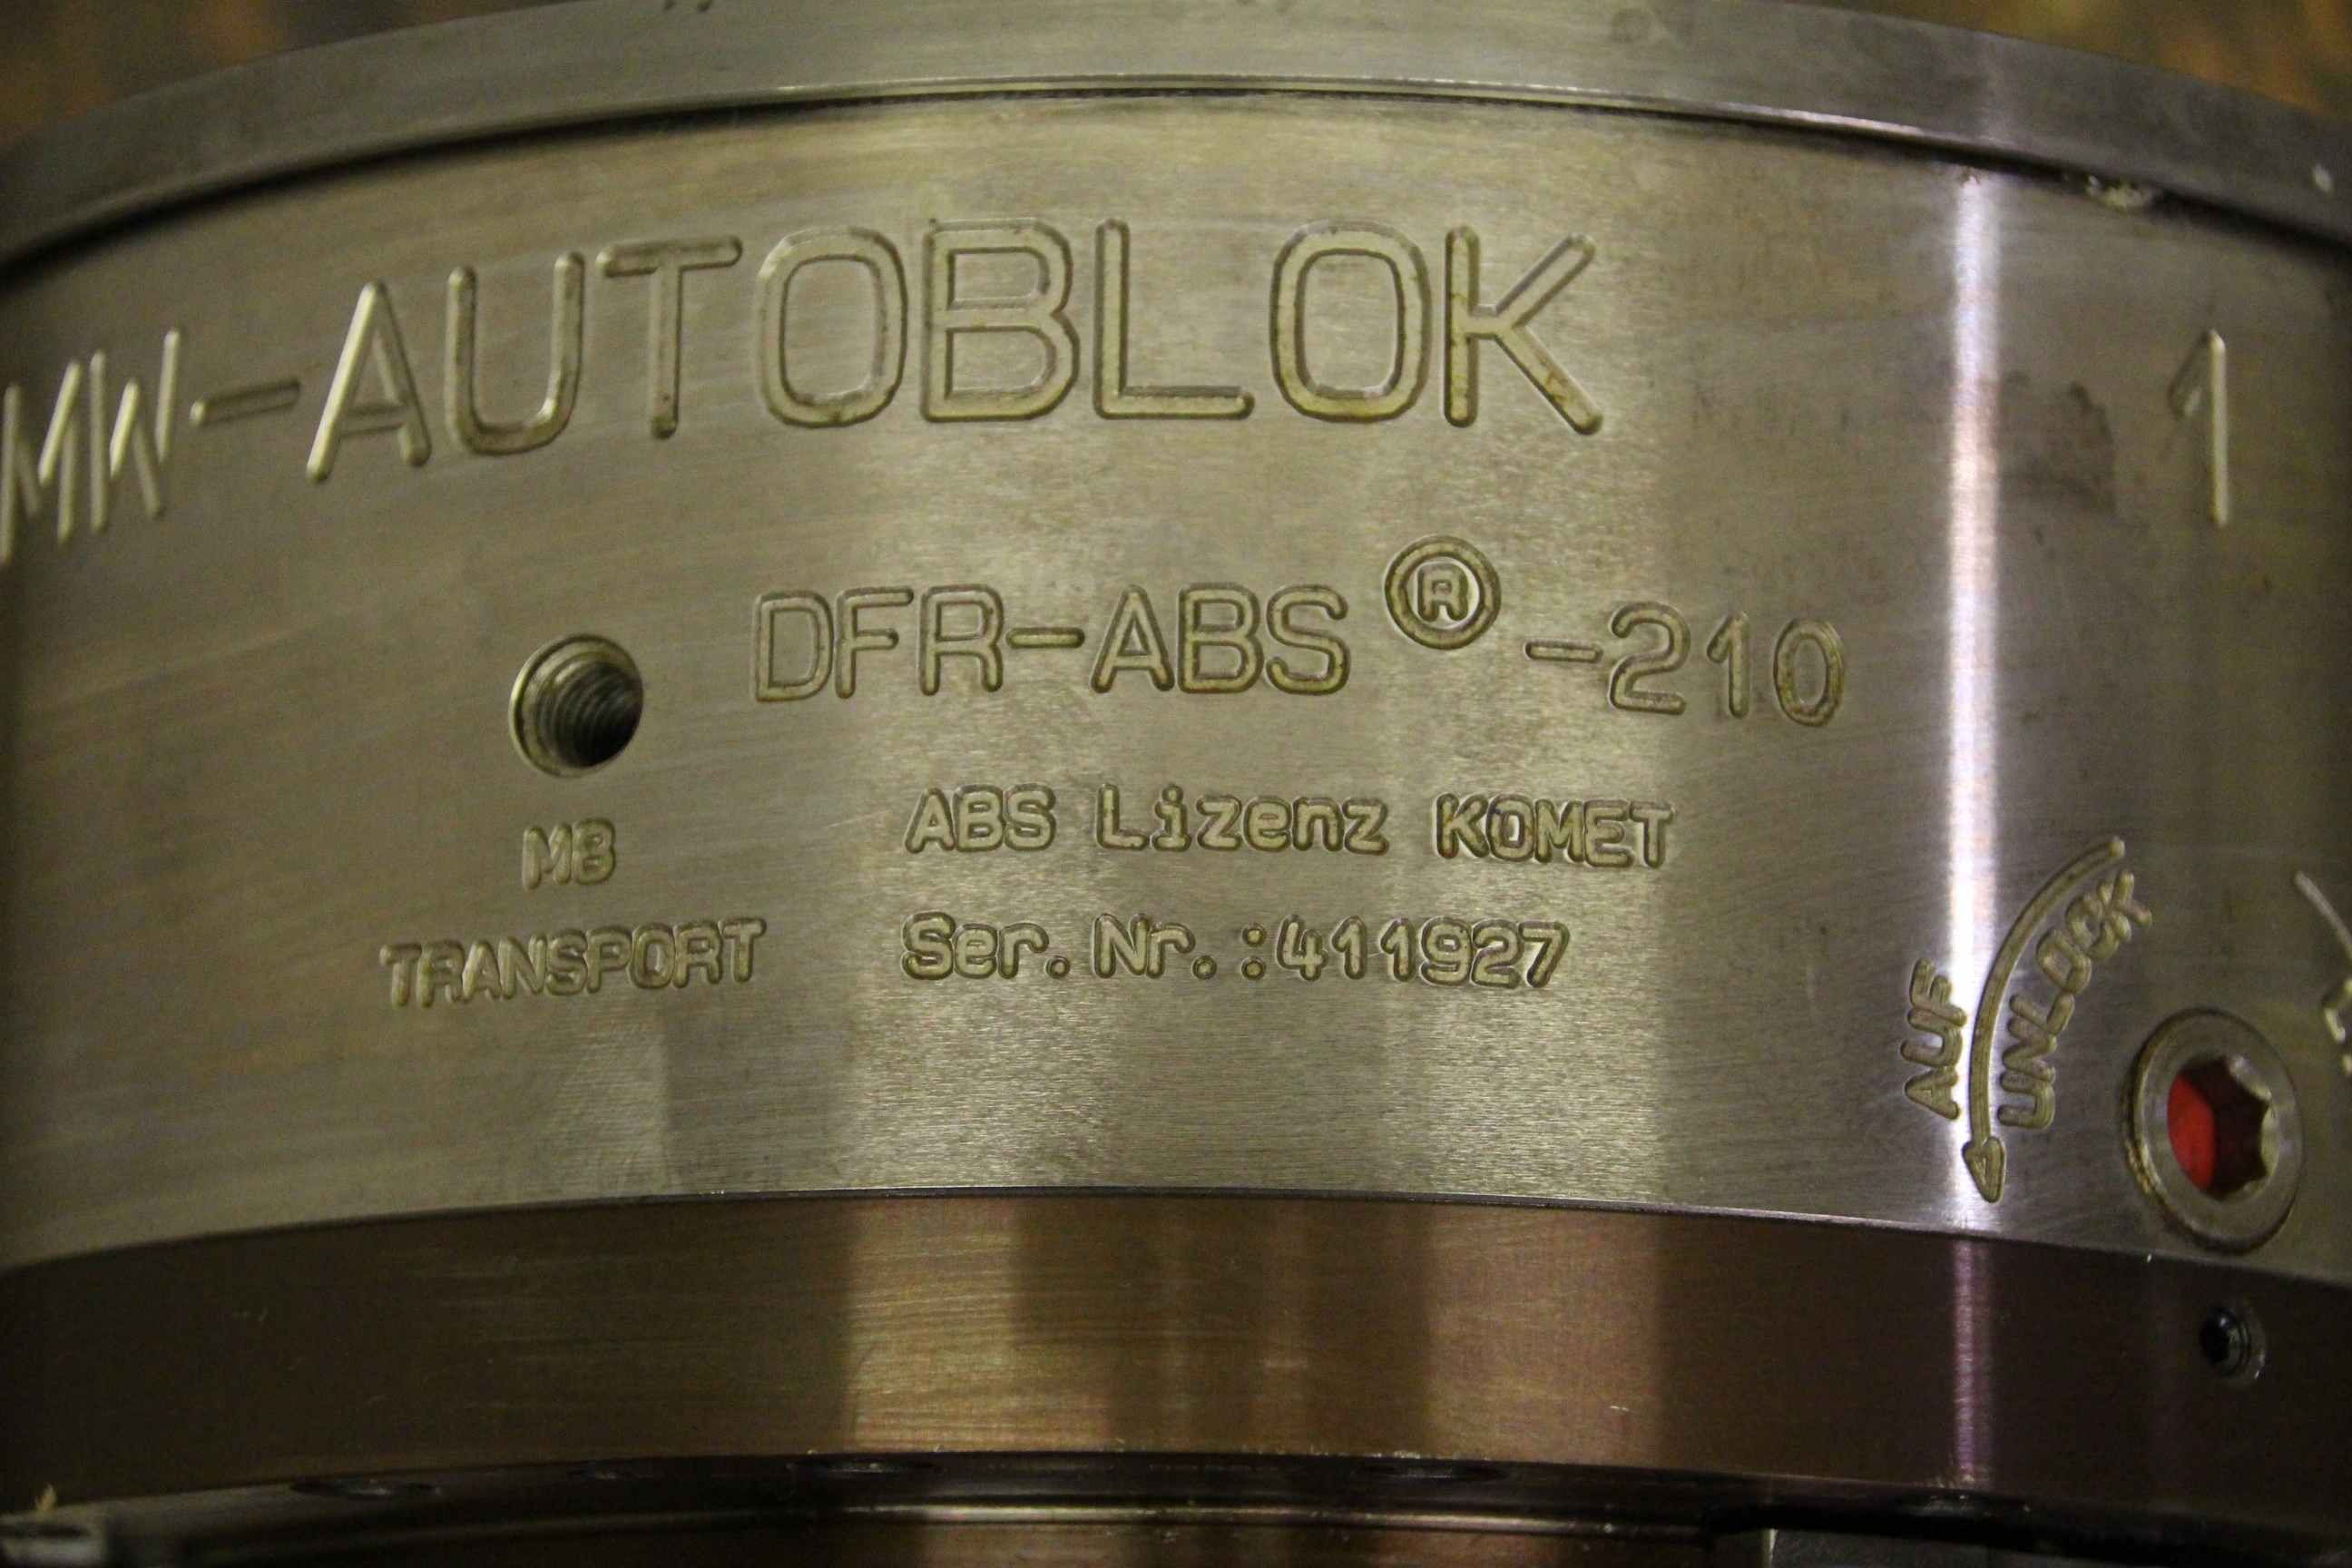 MW-AUTOBLOK
1
DFR-ABS®-210
M8
TRANSPORT
ABS Lizenz KOMET
Ser. Nr.:411927
AUF
UNLOCK